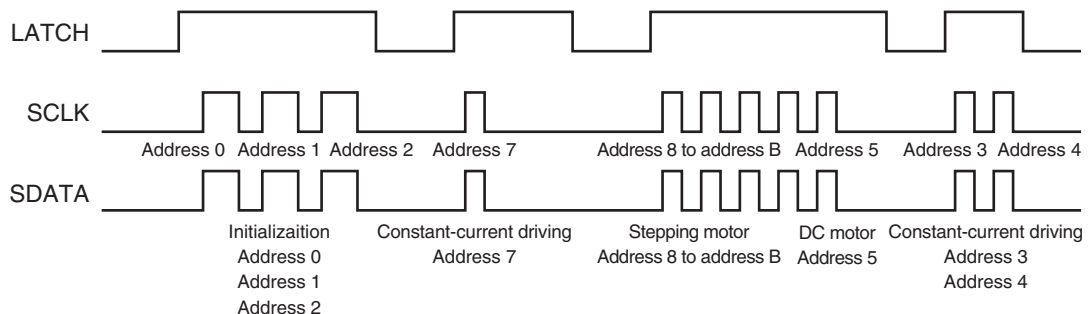 LATCH
SCLK
Address 0 Address 1 Address 2 Address 7 Address 8 to address B Address 5 Address 3 Address 4
SDATA
Initializaition Constant-current driving Stepping motor DC motor Constant-current driving
Address 0 Address 7 Address 8 to address B Address 5 Address 3
Address 1 Address 4
Address 2